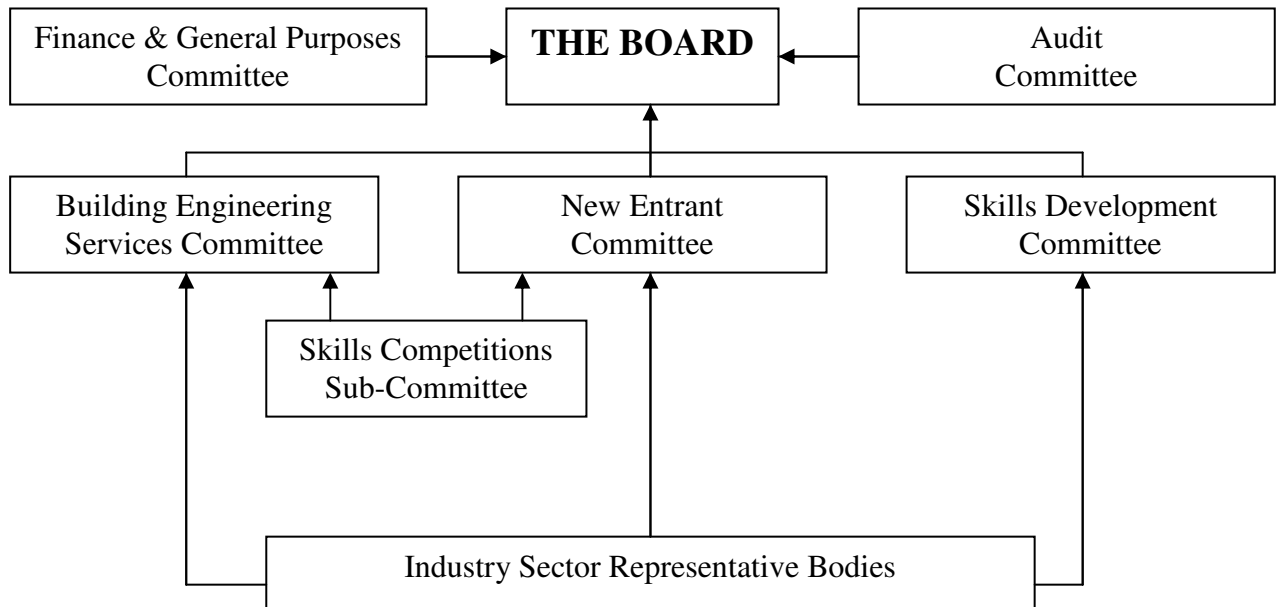 Finance & General Purposes
Committee
THE BOARD
Audit
Committee
Building Engineering
Services Committee
New Entrant
Committee
Skills Development
Committee
Skills Competitions
Sub-Committee
Industry Sector Representative Bodies